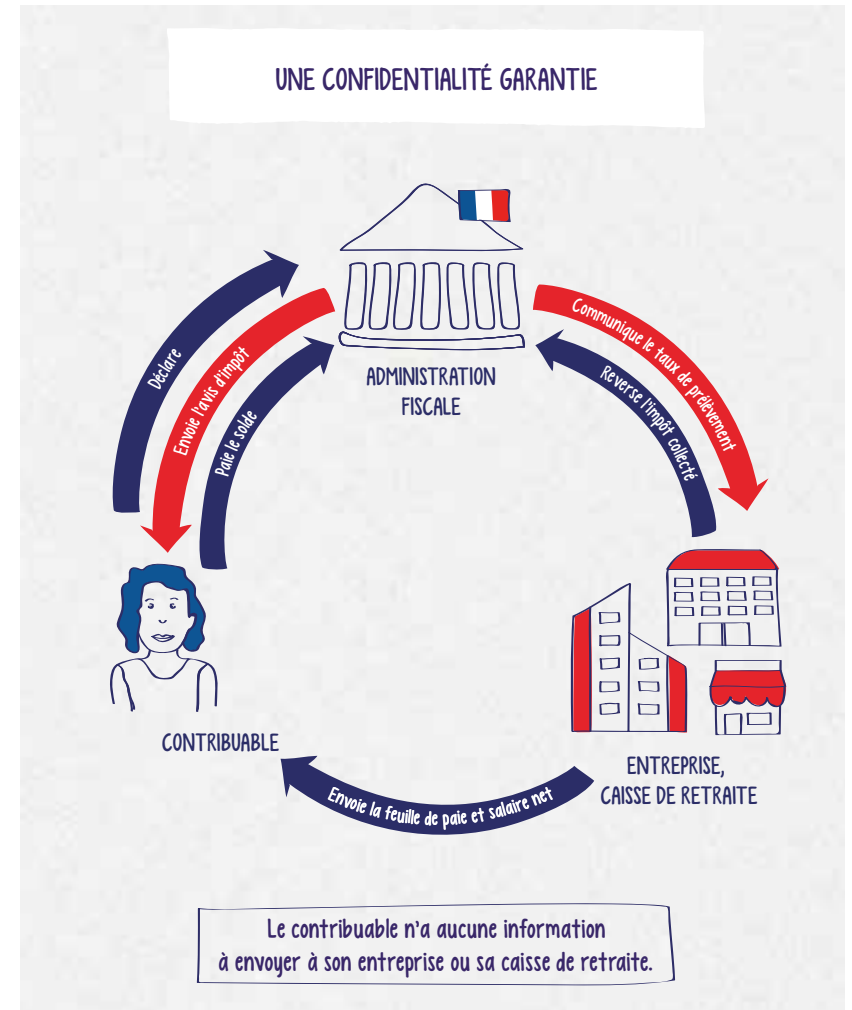 UNE CONFIDENTIALITÉ GARANTIE
ADMINISTRATION
FISCALE
Déclare
Envoie l'avis d'impôt
Paie le solde
Communique le taux de prélèvement
Reverse l'impôt collecté
CONTRIBUABLE
ENTREPRISE,
CAISSE DE RETRAITE
Envoie la feuille de paie et salaire net
Le contribuable n'a aucune information
à envoyer à son entreprise ou sa caisse de retraite.